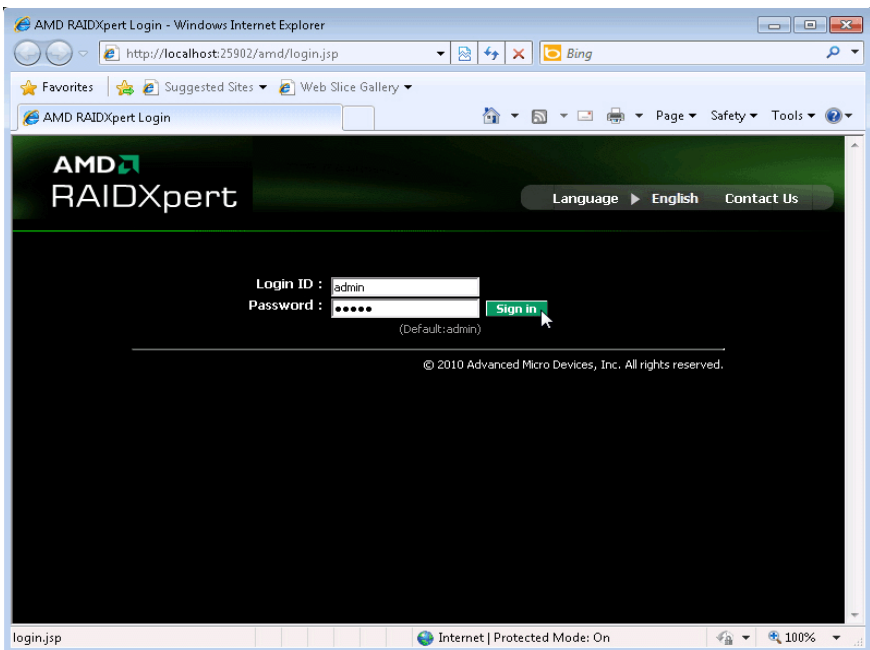 AMD RAIDXpert Login - Windows Internet Explorer
http://localhost:25902/amd/login.jsp
Bing
Favorites
Suggested Sites
Web Slice Gallery
AMD RAIDXpert Login
Page
Safety
Tools
AMD
RAIDXpert
Language
English
Contact Us
Login ID :
admin
Password :
•••••
Sign in
(Default:admin)
© 2010 Advanced Micro Devices, Inc. All rights reserved.
login.jsp
Internet | Protected Mode: On
100%